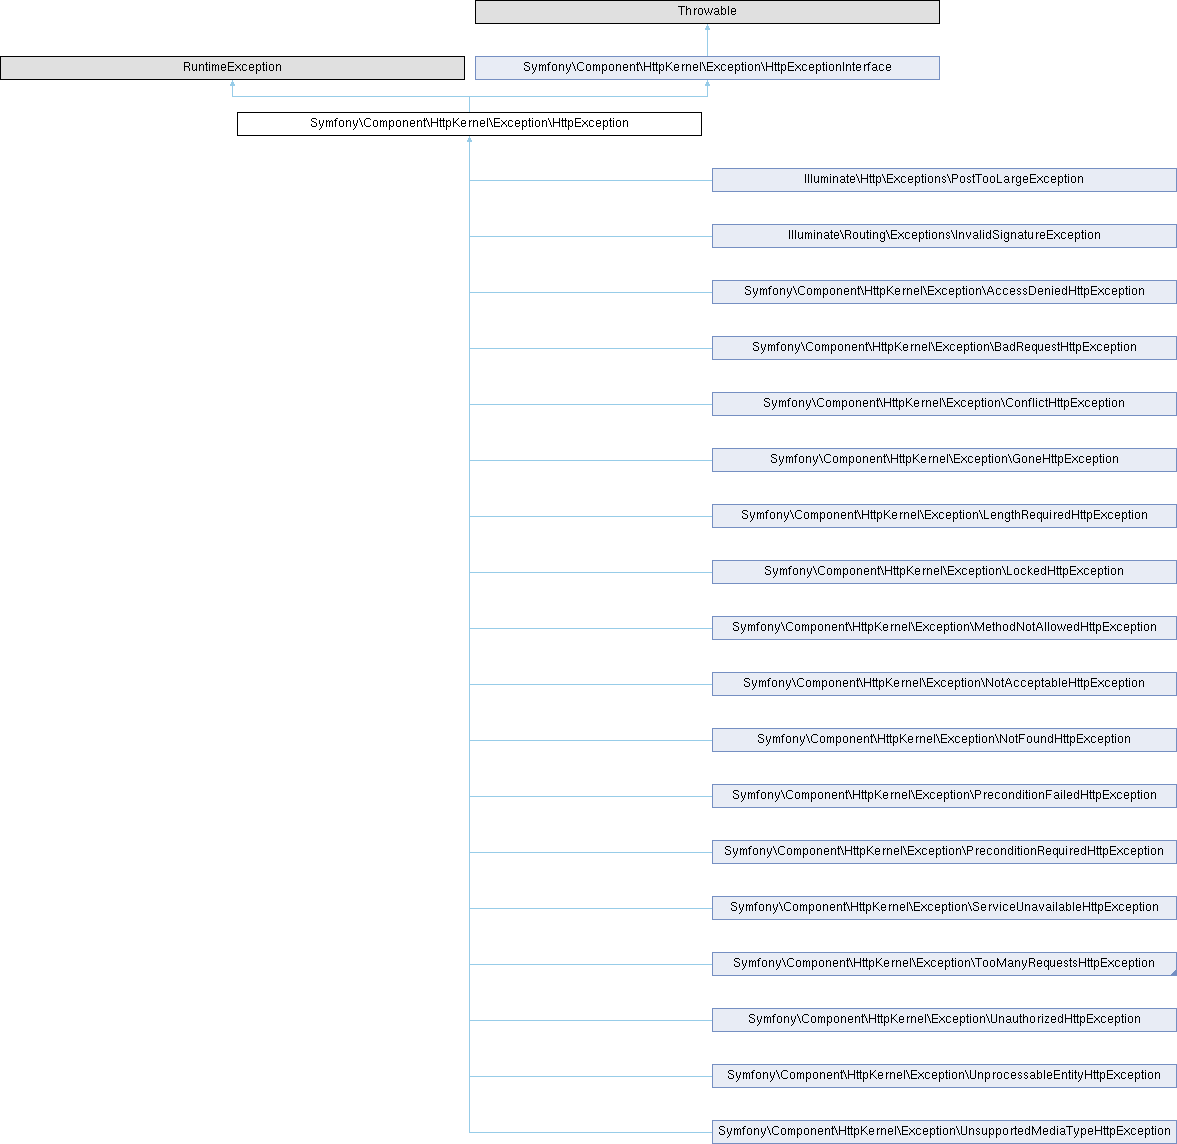 Throwable
RuntimeException
Symfony\Component\HttpKernel\Exception\HttpExceptionInterface
Symfony\Component\HttpKernel\Exception\HttpException
Illuminate\Http\Exceptions\PostTooLargeException
Illuminate\Routing\Exceptions\InvalidSignatureException
Symfony\Component\HttpKernel\Exception\AccessDeniedHttpException
Symfony\Component\HttpKernel\Exception\BadRequestHttpException
Symfony\Component\HttpKernel\Exception\ConflictHttpException
Symfony\Component\HttpKernel\Exception\GoneHttpException
Symfony\Component\HttpKernel\Exception\LengthRequiredHttpException
Symfony\Component\HttpKernel\Exception\LockedHttpException
Symfony\Component\HttpKernel\Exception\MethodNotAllowedHttpException
Symfony\Component\HttpKernel\Exception\NotAcceptableHttpException
Symfony\Component\HttpKernel\Exception\NotFoundHttpException
Symfony\Component\HttpKernel\Exception\PreconditionFailedHttpException
Symfony\Component\HttpKernel\Exception\PreconditionRequiredHttpException
Symfony\Component\HttpKernel\Exception\ServiceUnavailableHttpException
Symfony\Component\HttpKernel\Exception\TooManyRequestsHttpException
Symfony\Component\HttpKernel\Exception\UnauthorizedHttpException
Symfony\Component\HttpKernel\Exception\UnprocessableEntityHttpException
Symfony\Component\HttpKernel\Exception\UnsupportedMediaTypeHttpException